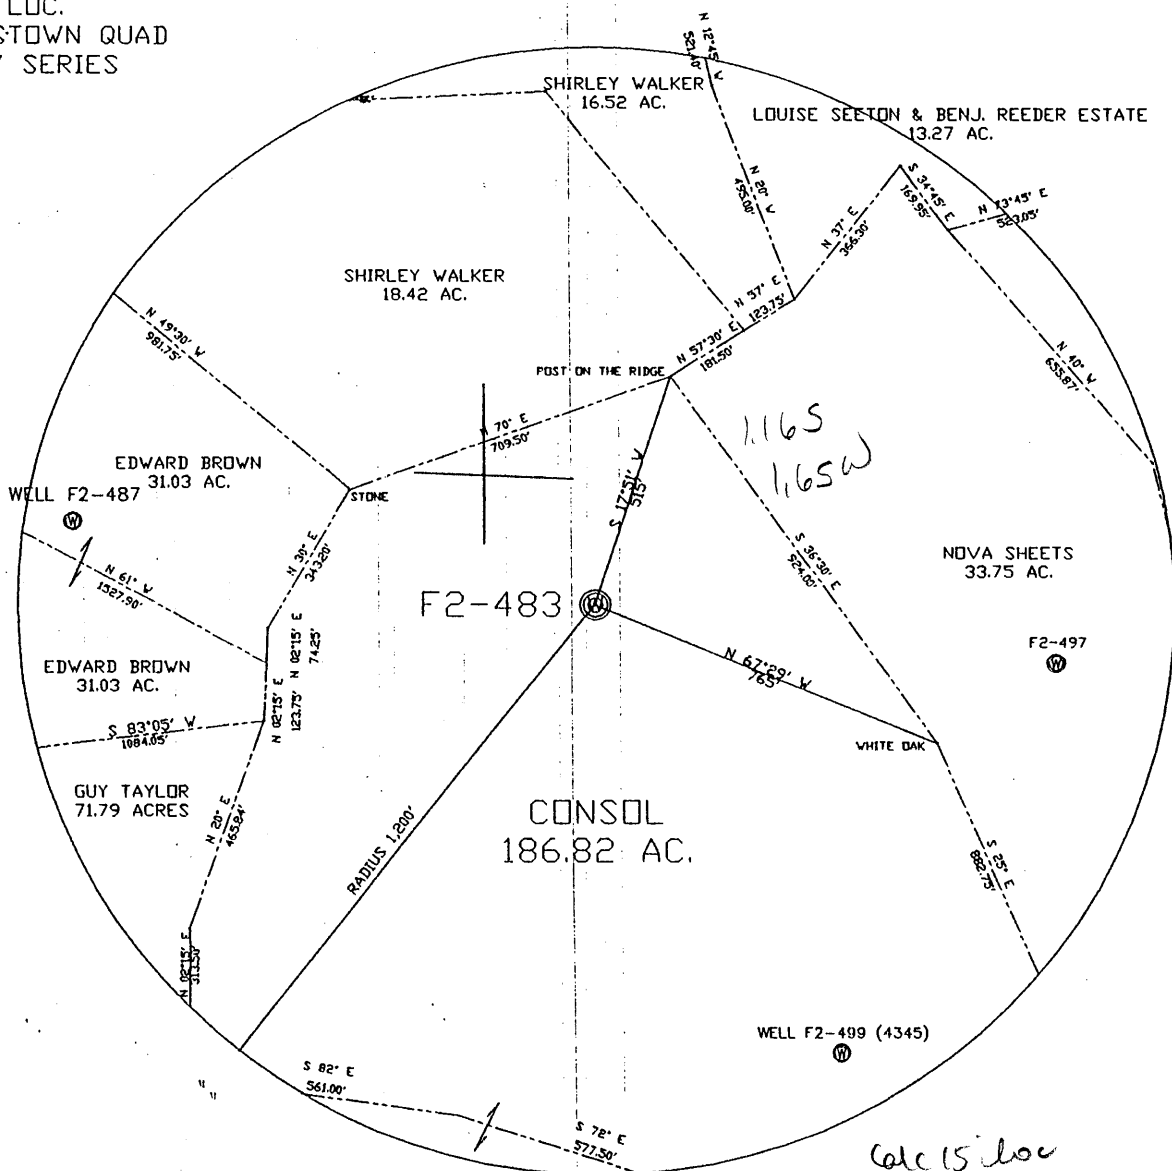 LOC.
STOWN QUAD
SERIES
N 12°45' W
521.40'
SHIRLEY WALKER
16.52 AC.
LOUISE SEETON & BENJ. REEDER ESTATE
13.27 AC.
S 34°45' E
169.95'
N 73°45' E
523.05'
N 20° W
495.00'
N 37° E
366.30'
SHIRLEY WALKER
18.42 AC.
N 57° E
123.75'
N 49°30' W
981.75'
N 57°30' E
181.50'
N 40° W
655.87'
POST ON THE RIDGE
N 70° E
709.50'
1.16S
1.65W
EDWARD BROWN
31.03 AC.
WELL F2-487
W
STONE
S 17°51' W
515'
N 30° E
343.20'
S 36°30' E
924.00'
NOVA SHEETS
33.75 AC.
N 61° W
1527.90'
F2-483
W
F2-497
W
N 67°29' W
765'
EDWARD BROWN
31.03 AC.
N 02°15' E
74.25'
N 02°15' E
123.75'
S 83°05' W
1084.05'
WHITE OAK
GUY TAYLOR
71.79 ACRES
N 20° E
465.84'
RADIUS 1,200'
CONSOL
186.82 AC.
S 25° E
882.75'
N 02°15' E
313.50'
WELL F2-499 (4345)
W
S 82° E
561.00'
S 72° E
577.50'
Calc 15' loc